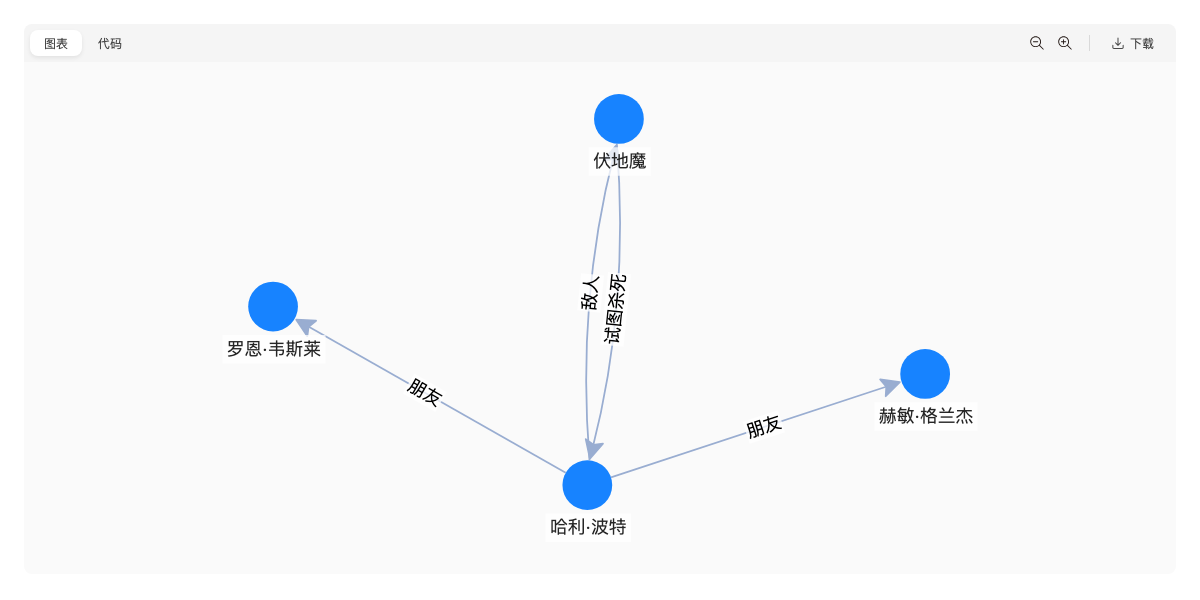 图表
代码
下载
伏地魔
敌人
试图杀死
罗恩·韦斯莱
朋友
赫敏·格兰杰
朋友
哈利·波特